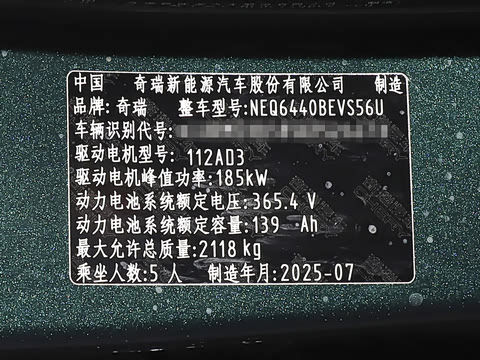 中国 奇瑞新能源汽车股份有限公司 制造
品牌: 奇瑞 整车型号:NEQ6440BEVS56U
车辆识别代号:
驱动电机型号: 112AD3
驱动电机峰值功率:185kW
动力电池系统额定电压:365.4 V
动力电池系统额定容量:139 Ah
最大允许总质量:2118 kg
乘坐人数:5 人 制造年月:2025-07